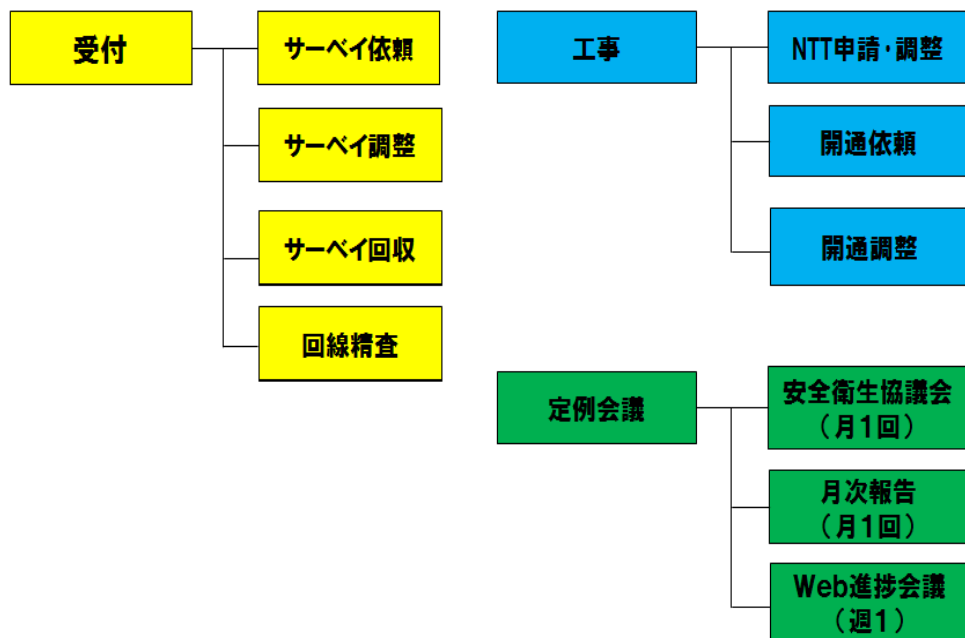 受付
サーベイ依頼
サーベイ調整
サーベイ回収
回線精査
工事
NTT申請・調整
開通依頼
開通調整
定例会議
安全衛生協議会
（月1回）
月次報告
（月1回）
Web進捗会議
（週1）